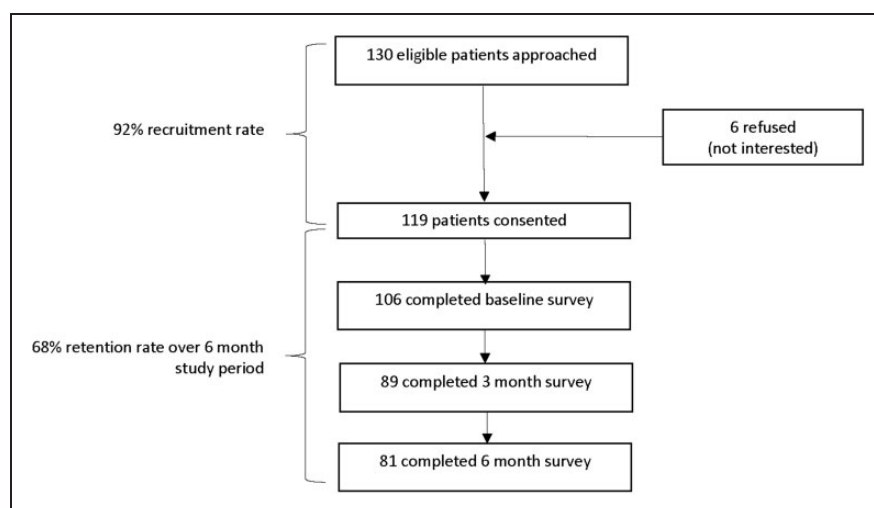 130 eligible patients approached
92% recruitment rate
6 refused
(not interested)
119 patients consented
106 completed baseline survey
68% retention rate over 6 month
study period
89 completed 3 month survey
81 completed 6 month survey